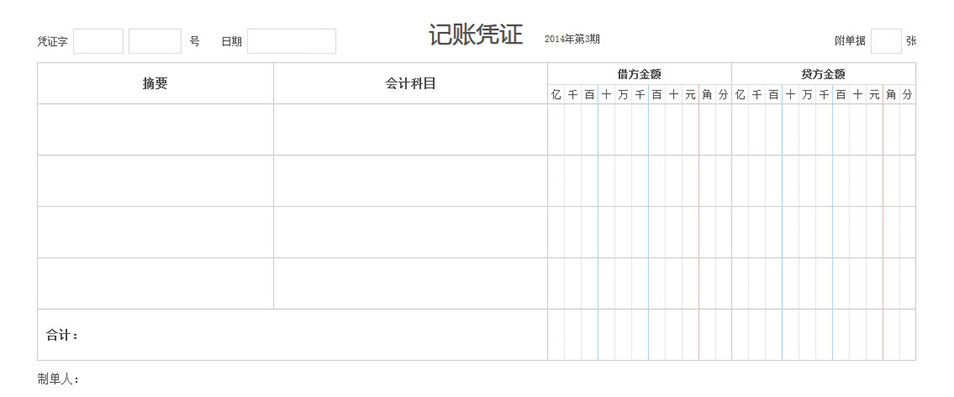 记账凭证 2014年第3期
凭证字 号 日期 附单据 张
摘要 会计科目 借方金额 贷方金额
亿 千 百 十 万 千 百 十 元 角 分 亿 千 百 十 万 千 百 十 元 角 分
合计：
制单人：